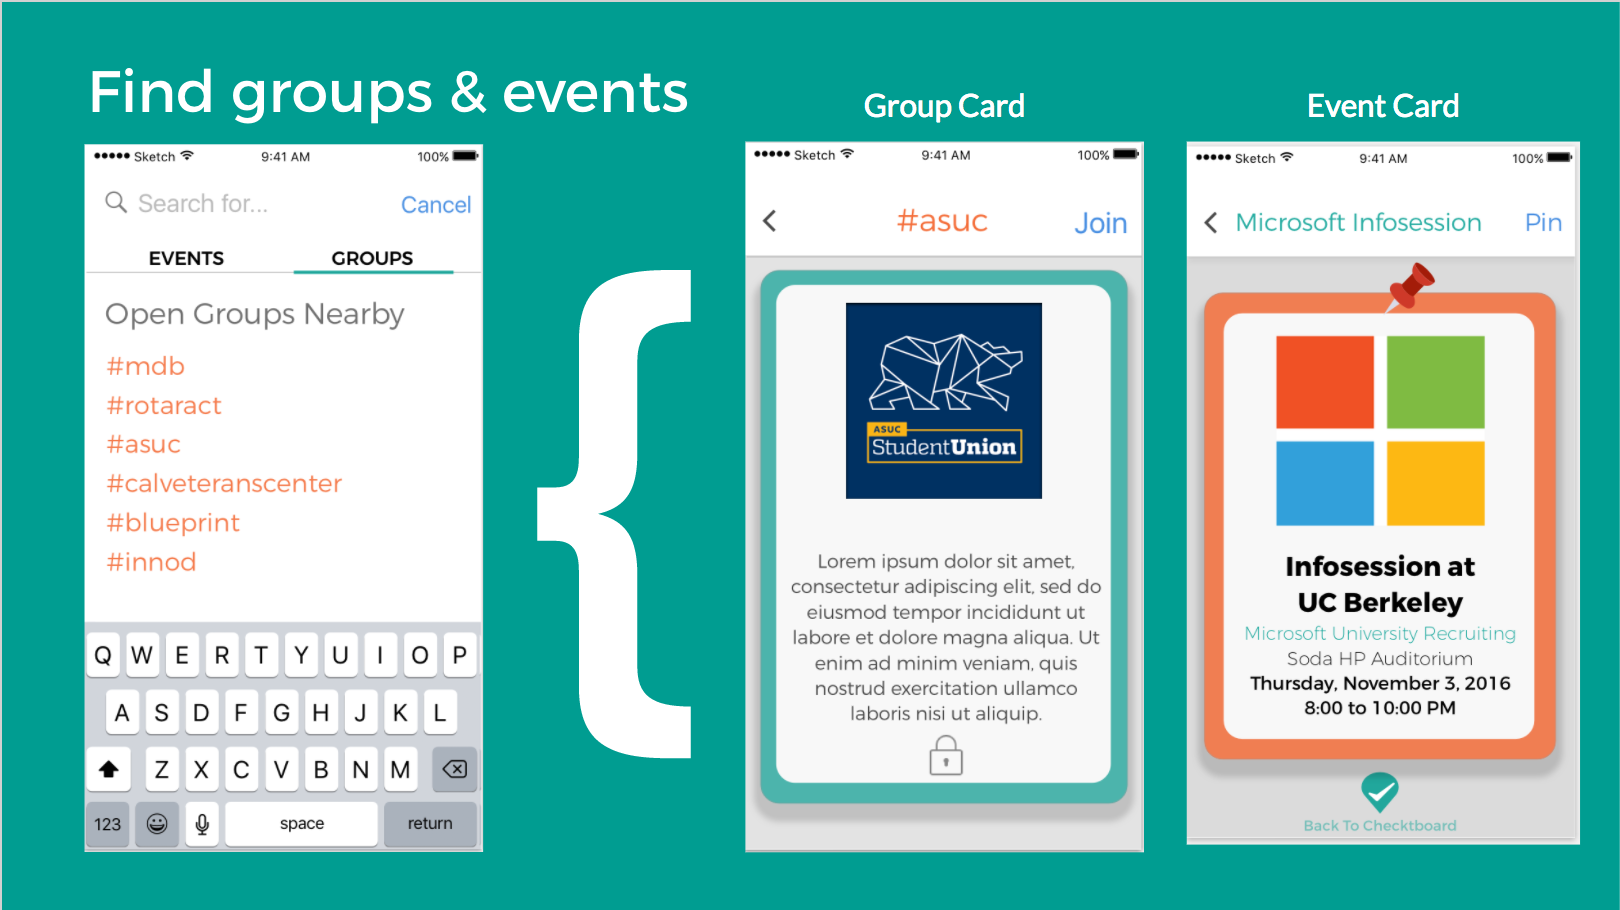 Find groups & events
Sketch 9:41 AM 100%
Search for... Cancel
EVENTS GROUPS
Open Groups Nearby
#mdb
#rotaract
#asuc
#calveteranscenter
#blueprint
#innod
Q W E R T Y U I O P
A S D F G H J K L
Z X C V B N M
123 space return
{
Group Card
Sketch 9:41 AM 100%
#asuc Join
ASUC
StudentUnion
Lorem ipsum dolor sit amet,
consectetur adipiscing elit, sed do
eiusmod tempor incididunt ut
labore et dolore magna aliqua. Ut
enim ad minim veniam, quis
nostrud exercitation ullamco
laboris nisi ut aliquip.
Event Card
Sketch 9:41 AM 100%
Microsoft Infosession Pin
Infosession at
UC Berkeley
Microsoft University Recruiting
Soda HP Auditorium
Thursday, November 3, 2016
8:00 to 10:00 PM
Back To Checktboard